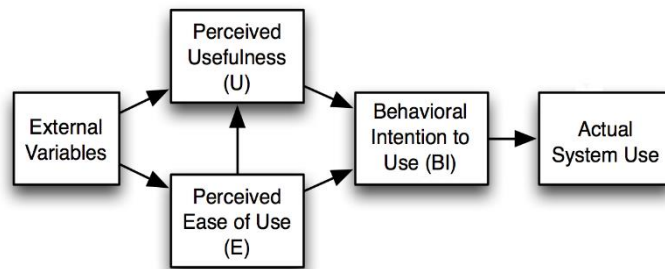 External
Variables
Perceived
Usefulness
(U)
Perceived
Ease of Use
(E)
Behavioral
Intention to
Use (BI)
Actual
System Use